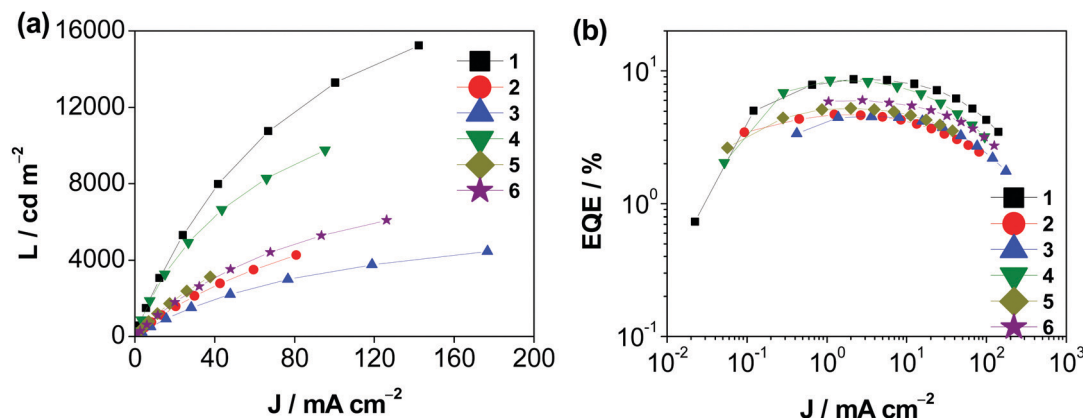 (a)
16000
12000
8000
4000
0
L / cd m⁻²
0 40 80 120 160 200
J / mA cm⁻²
1
2
3
4
5
6
(b)
10¹
10⁰
10⁻¹
EQE / %
10⁻² 10⁻¹ 10⁰ 10¹ 10² 10³
J / mA cm⁻²
1
2
3
4
5
6